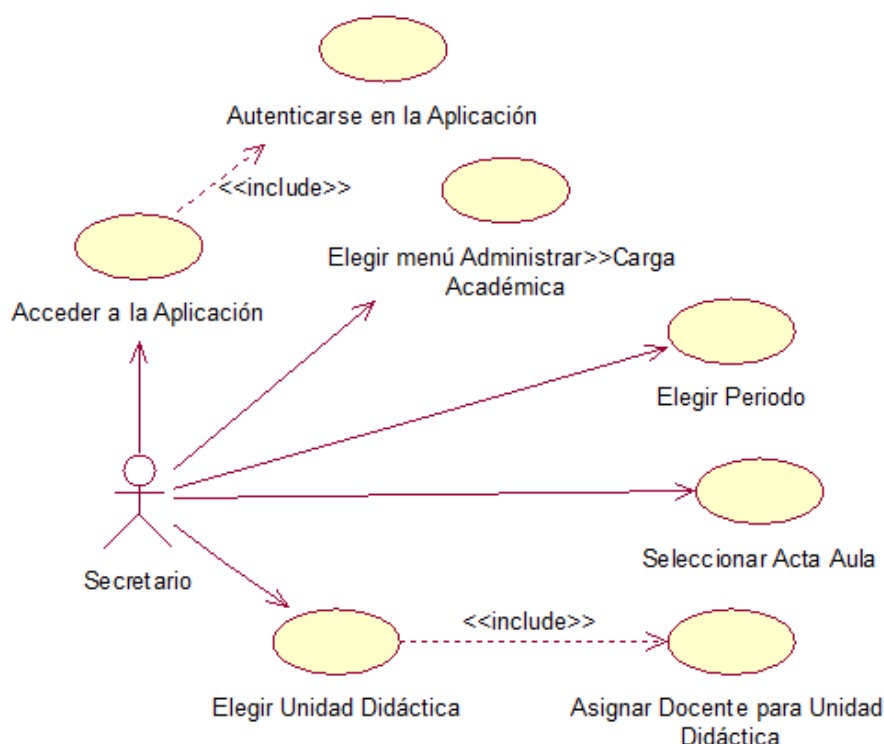 Autenticarse en la Aplicación
<<include>>
Elegir menú Administrar>>Carga
Académica
Acceder a la Aplicación
Elegir Periodo
Seleccionar Acta Aula
Secretario
<<include>>
Elegir Unidad Didáctica
Asignar Docente para Unidad
Didáctica